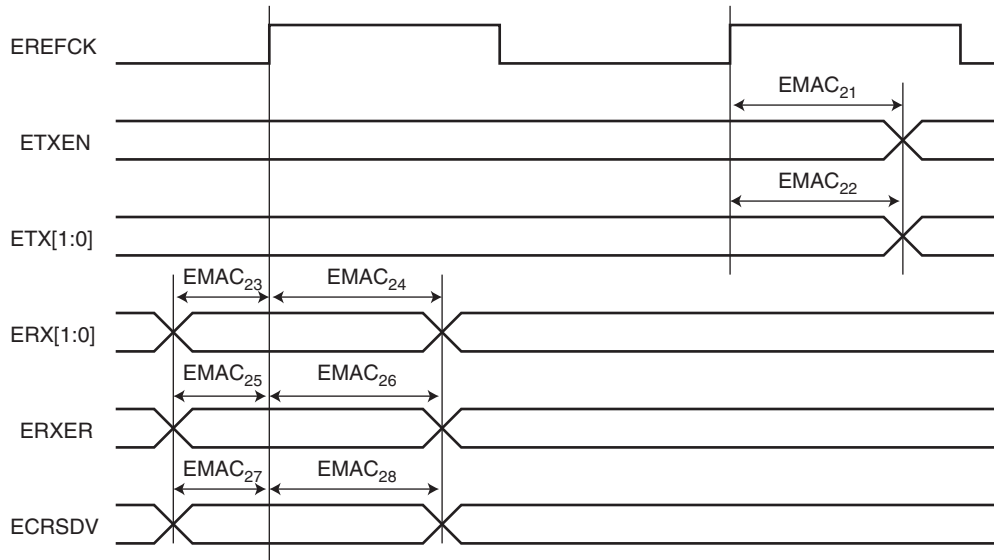 EREFCK
EMAC21
ETXEN
EMAC22
ETX[1:0]
EMAC23 EMAC24
ERX[1:0]
EMAC25 EMAC26
ERXER
EMAC27 EMAC28
ECRSDV